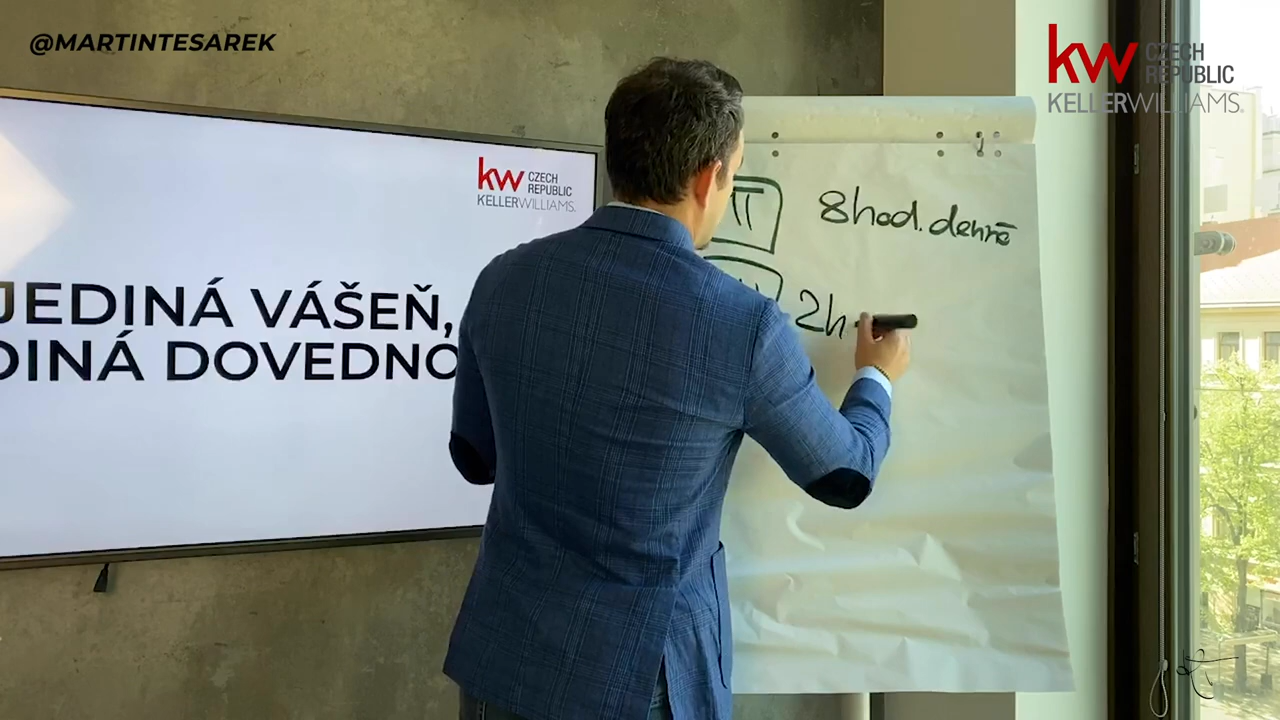 @MARTINTESAREK
kw CZECH REPUBLIC
KELLERWILLIAMS.
kw CZECH REPUBLIC
KELLERWILLIAMS.
JEDINÁ VÁŠEŇ,
DINÁ DOVEDNO
8hod. denně
2h